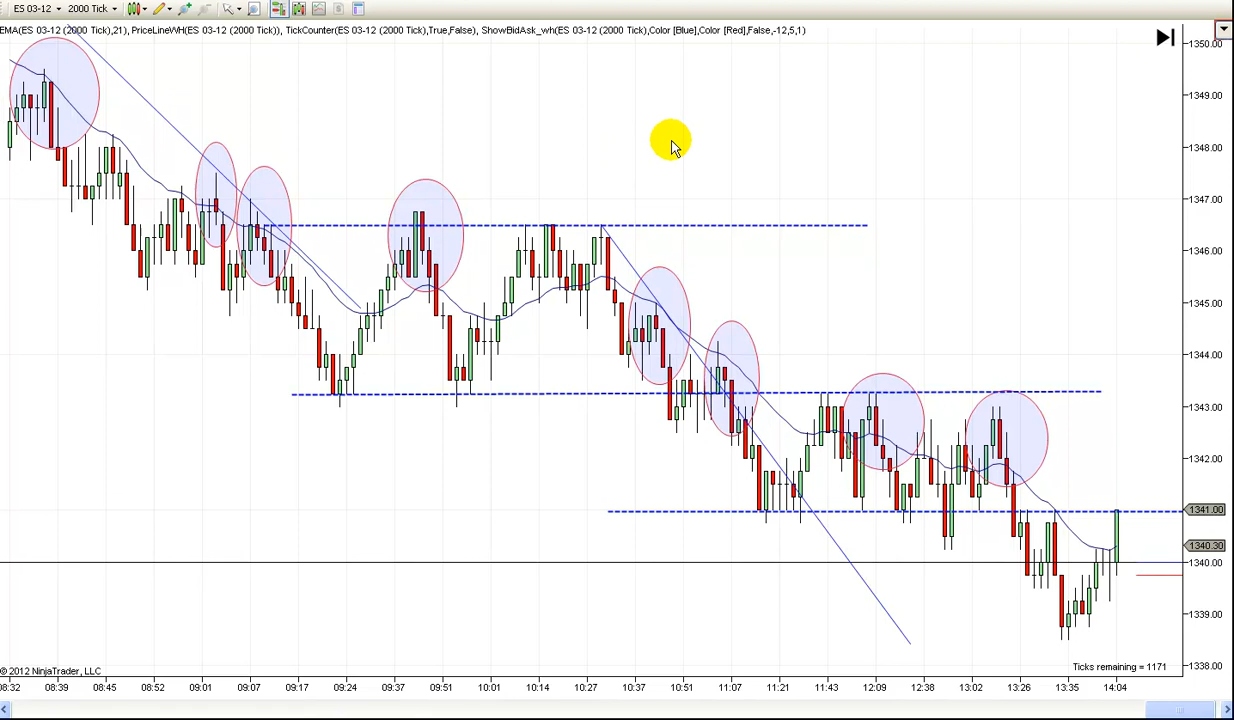 ES 03-12 2000 Tick
EMA(ES 03-12 (2000 Tick),21), PriceLineWH(ES 03-12 (2000 Tick)), TickCounter(ES 03-12 (2000 Tick),True,False), ShowBidAsk_wh(ES 03-12 (2000 Tick),Color [Blue],Color [Red],False,-12,5,1)
1350.00
1349.00
1348.00
1347.00
1346.00
1345.00
1344.00
1343.00
1342.00
1341.00
1340.30
1340.00
1339.00
1338.00
© 2012 NinjaTrader, LLC
Ticks remaining = 1171
08:32 08:39 08:45 08:52 09:01 09:07 09:17 09:24 09:37 09:51 10:01 10:14 10:27 10:37 10:51 11:07 11:21 11:43 12:09 12:38 13:02 13:26 13:35 14:04